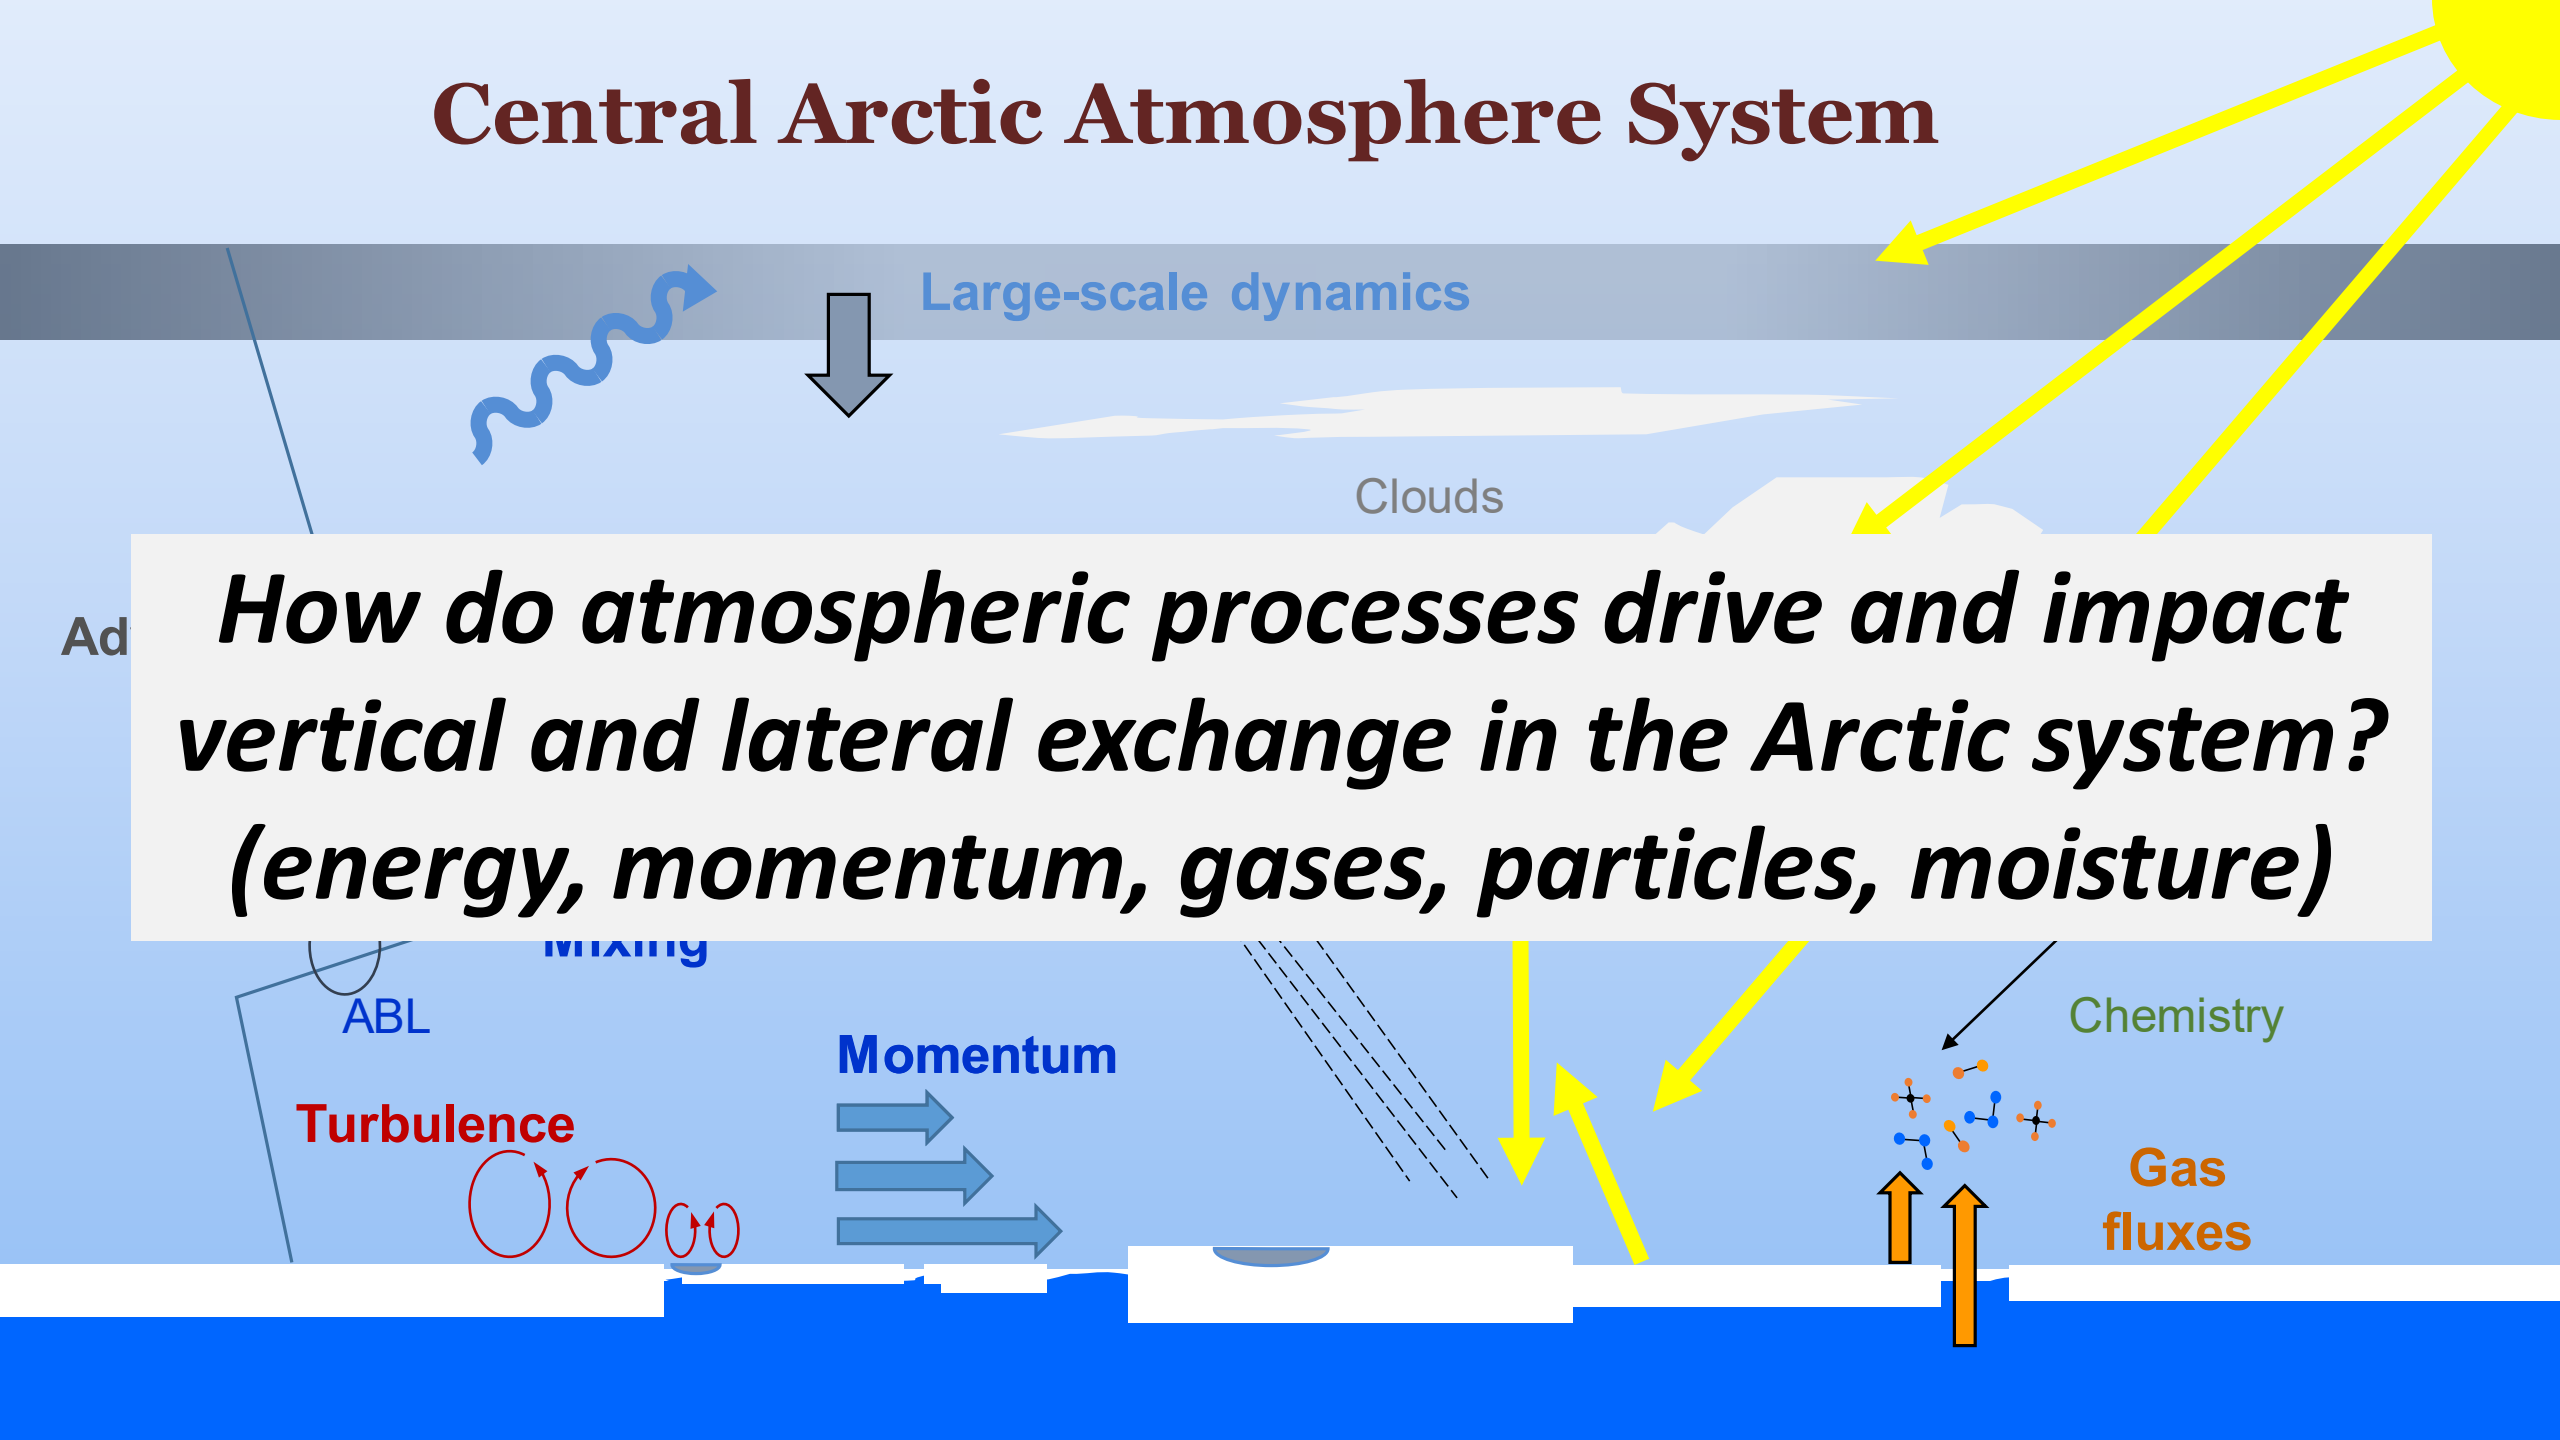 Central Arctic Atmosphere System
Large-scale dynamics
Clouds
How do atmospheric processes drive and impact
vertical and lateral exchange in the Arctic system?
(energy, momentum, gases, particles, moisture)
Mixing
ABL
Chemistry
Momentum
Turbulence
Gas
fluxes